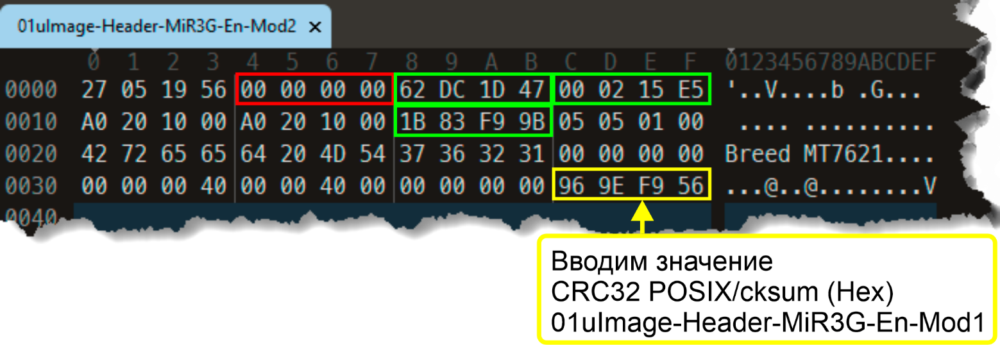 01uImage-Header-MiR3G-En-Mod2 ×
0 1 2 3 4 5 6 7 8 9 A B C D E F 0123456789ABCDEF
0000 27 05 19 56 00 00 00 00 62 DC 1D 47 00 02 15 E5 '..V....b .G...
0010 A0 20 10 00 A0 20 10 00 1B 83 F9 9B 05 05 01 00 .... ..........
0020 42 72 65 65 64 20 4D 54 37 36 32 31 00 00 00 00 Breed MT7621....
0030 00 00 00 40 00 00 40 00 00 00 00 00 96 9E F9 56 ...@..@........V
0040
Вводим значение
CRC32 POSIX/cksum (Hex)
01uImage-Header-MiR3G-En-Mod1